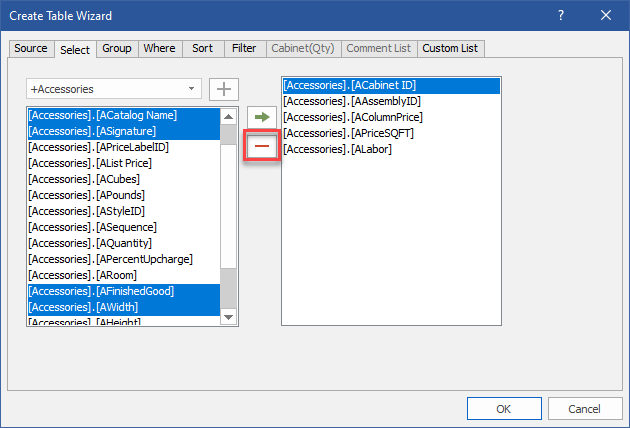 Create Table Wizard
?
Source Select Group Where Sort Filter Cabinet(Qty) Comment List Custom List
+Accessories
[Accessories].[ACatalog Name]
[Accessories].[ASignature]
[Accessories].[APriceLabelID]
[Accessories].[AList Price]
[Accessories].[ACubes]
[Accessories].[APounds]
[Accessories].[AStyleID]
[Accessories].[ASequence]
[Accessories].[AQuantity]
[Accessories].[APercentUpcharge]
[Accessories].[ARoom]
[Accessories].[AFinishedGood]
[Accessories].[AWidth]
[Accessories].[AHeight]
[Accessories].[ACabinet ID]
[Accessories].[AAssemblyID]
[Accessories].[AColumnPrice]
[Accessories].[APriceSQFT]
[Accessories].[ALabor]
OK Cancel